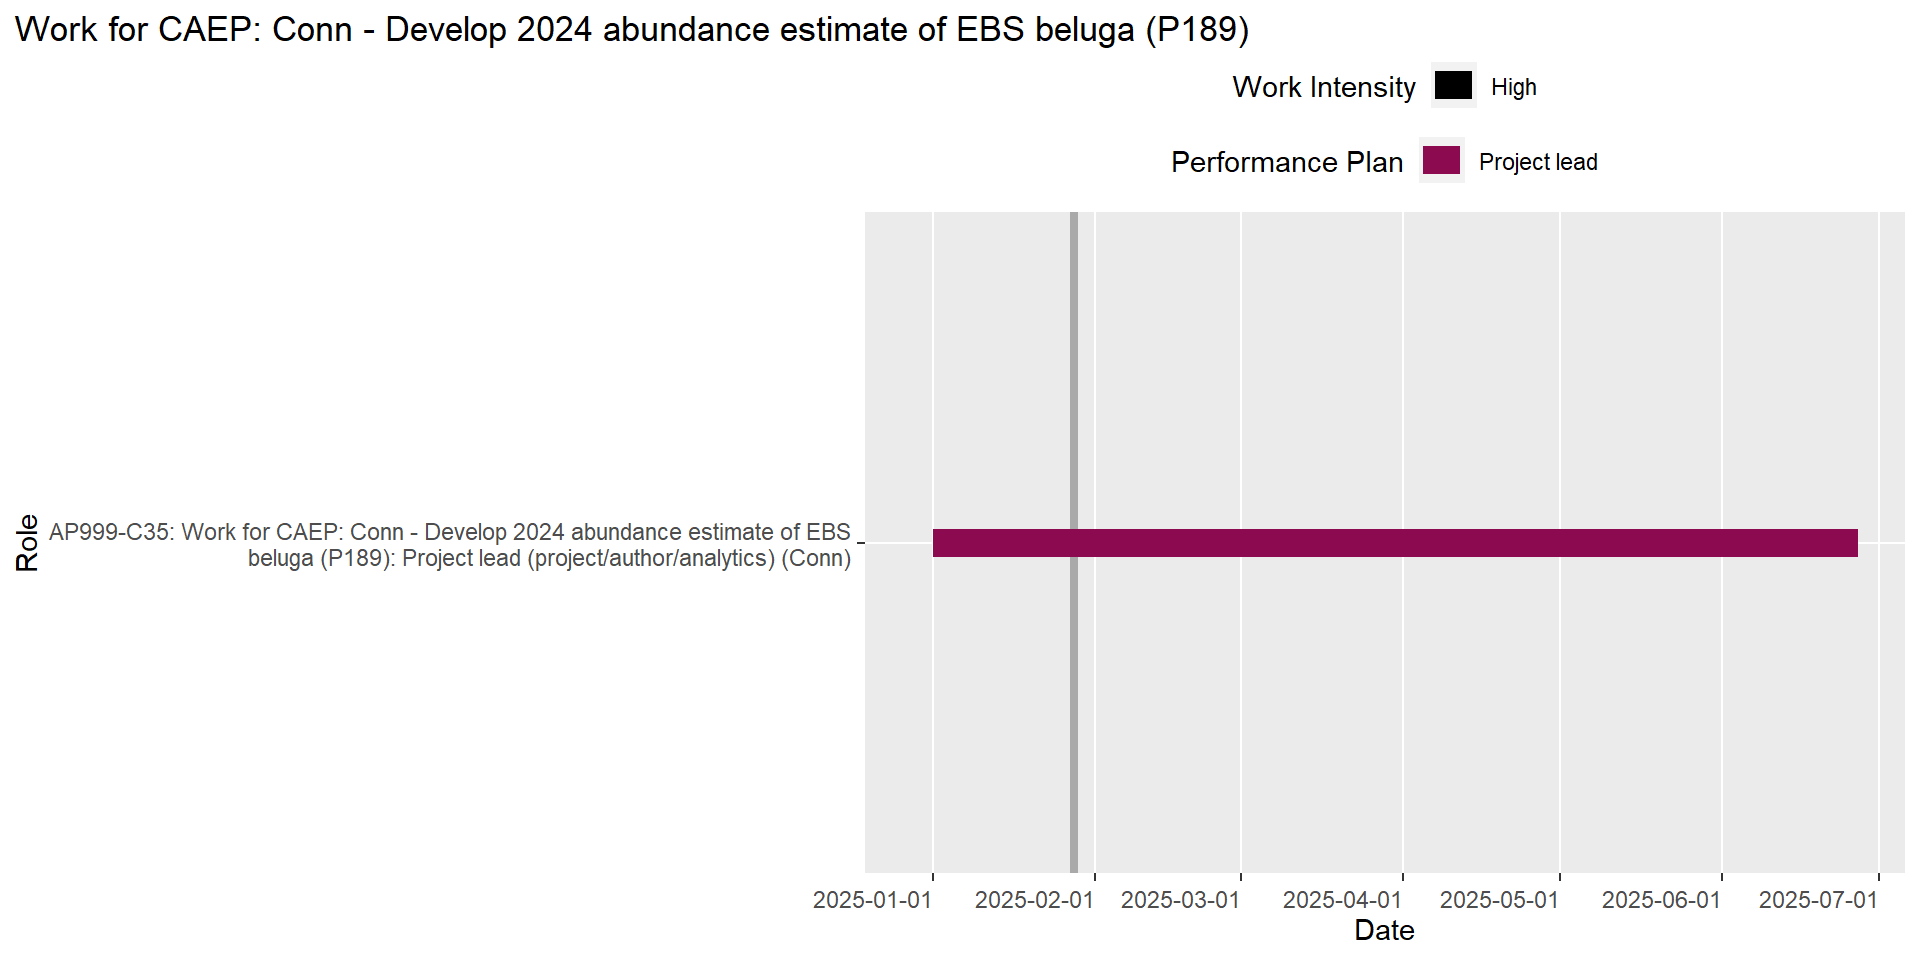 Work for CAEP: Conn - Develop 2024 abundance estimate of EBS beluga (P189)
Work Intensity High
Performance Plan Project lead
Role
AP999-C35: Work for CAEP: Conn - Develop 2024 abundance estimate of EBS
beluga (P189): Project lead (project/author/analytics) (Conn)
2025-01-01 2025-02-01 2025-03-01 2025-04-01 2025-05-01 2025-06-01 2025-07-01
Date